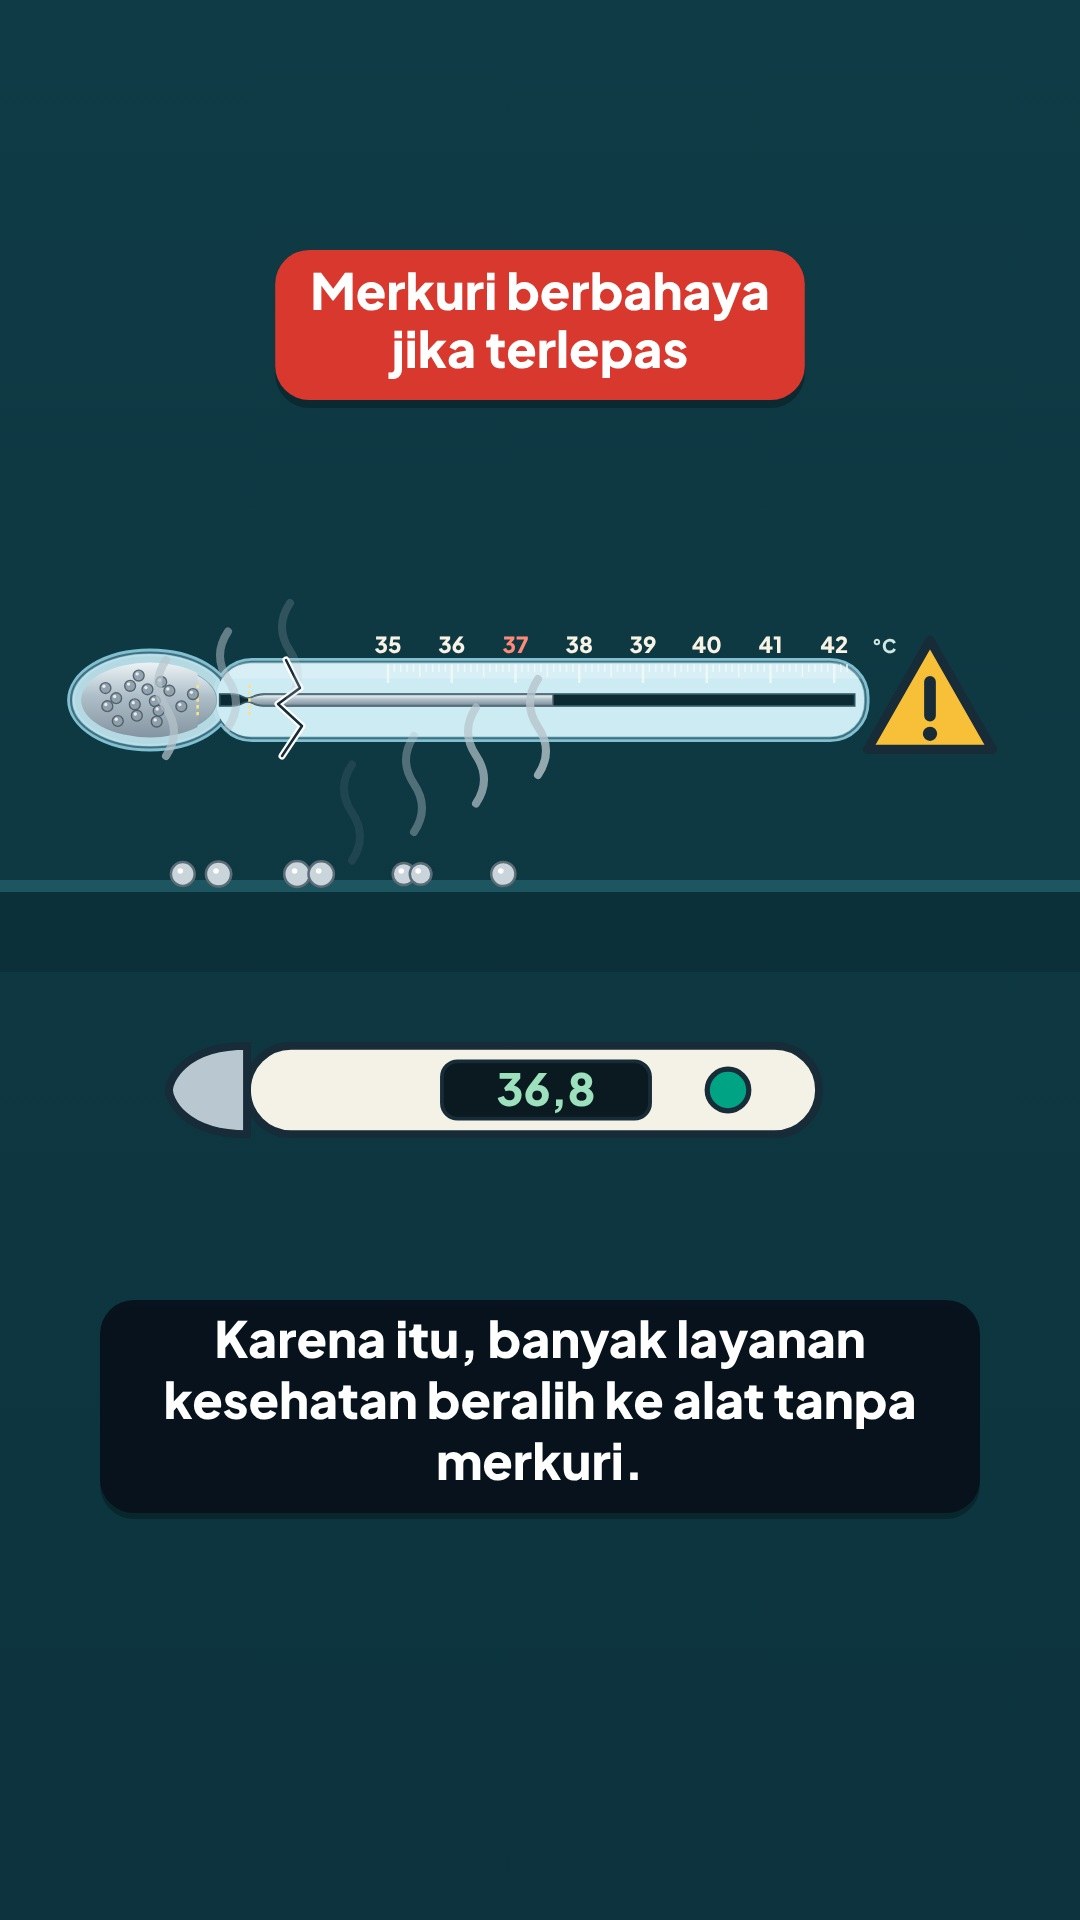 Merkuri berbahaya
jika terlepas
35 36 37 38 39 40 41 42 °C
!
36,8
Karena itu, banyak layanan
kesehatan beralih ke alat tanpa
merkuri.